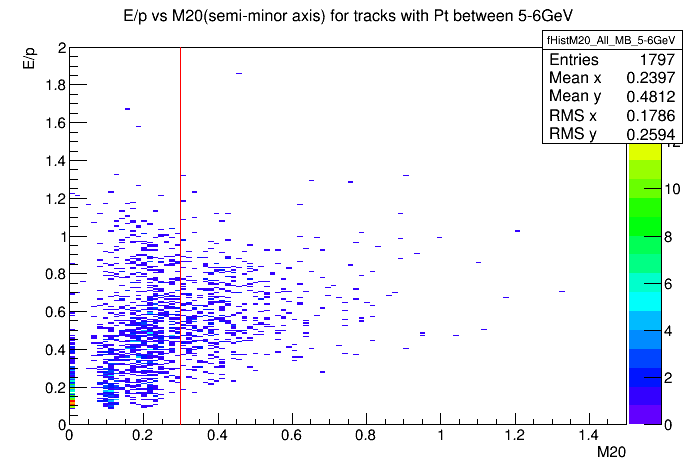 E/p vs M20(semi-minor axis) for tracks with Pt between 5-6GeV
E/p
fHistM20_All_MB_5-6GeV
Entries 1797
Mean x 0.2397
Mean y 0.4812
RMS x 0.1786
RMS y 0.2594
2
1.8
1.6
1.4
1.2
1
0.8
0.6
0.4
0.2
0
12
10
8
6
4
2
0
0 0.2 0.4 0.6 0.8 1 1.2 1.4
M20